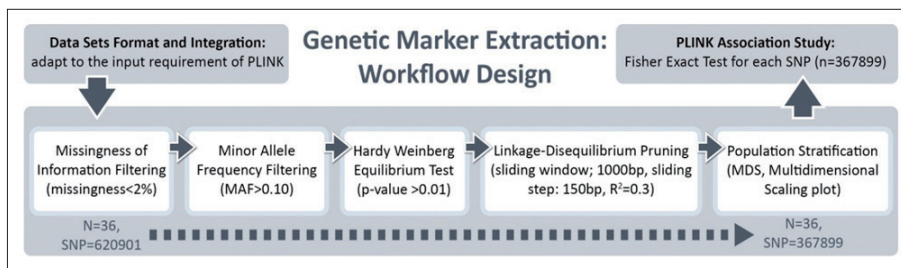 Data Sets Format and Integration:
adapt to the input requirement of PLINK
Genetic Marker Extraction:
Workflow Design
PLINK Association Study:
Fisher Exact Test for each SNP (n=367899)
Missingness of
Information Filtering
(missingness<2%)
Minor Allele
Frequency Filtering
(MAF>0.10)
Hardy Weinberg
Equilibrium Test
(p-value >0.01)
Linkage-Disequilibrium Pruning
(sliding window; 1000bp, sliding
step: 150bp, R²=0.3)
Population Stratification
(MDS, Multidimensional
Scaling plot)
N=36,
SNP=620901
N=36,
SNP=367899